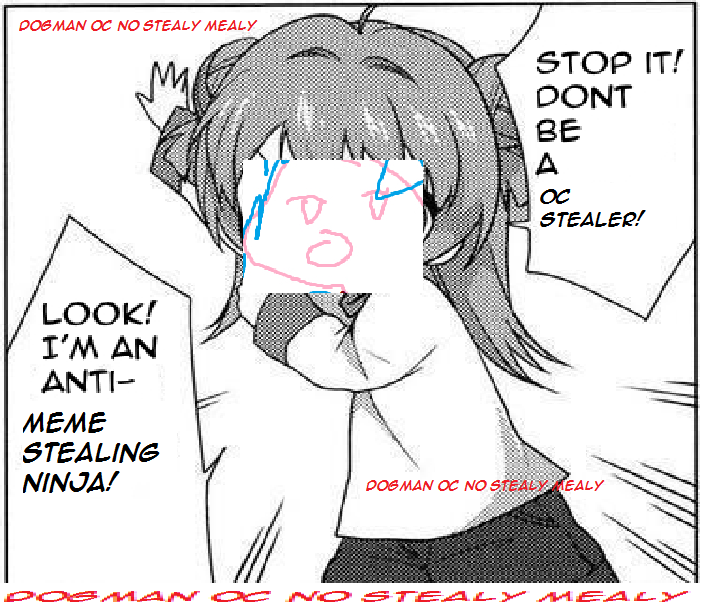 DOGMAN OC NO STEALY MEALY
STOP IT!
DONT
BE
A
OC
STEALER!
LOOK!
I'M AN
ANTI-
MEME
STEALING
NINJA!
DOGMAN OC NO STEALY MEALY
DOGMAN OC NO STEALY MEALY